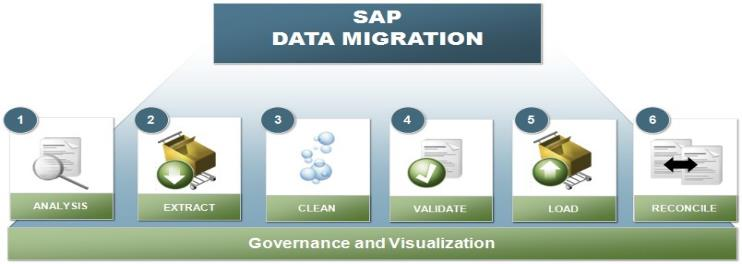 SAP
DATA MIGRATION
1
2
3
4
5
6
ANALYSIS
EXTRACT
CLEAN
VALIDATE
LOAD
RECONCILE
Governance and Visualization